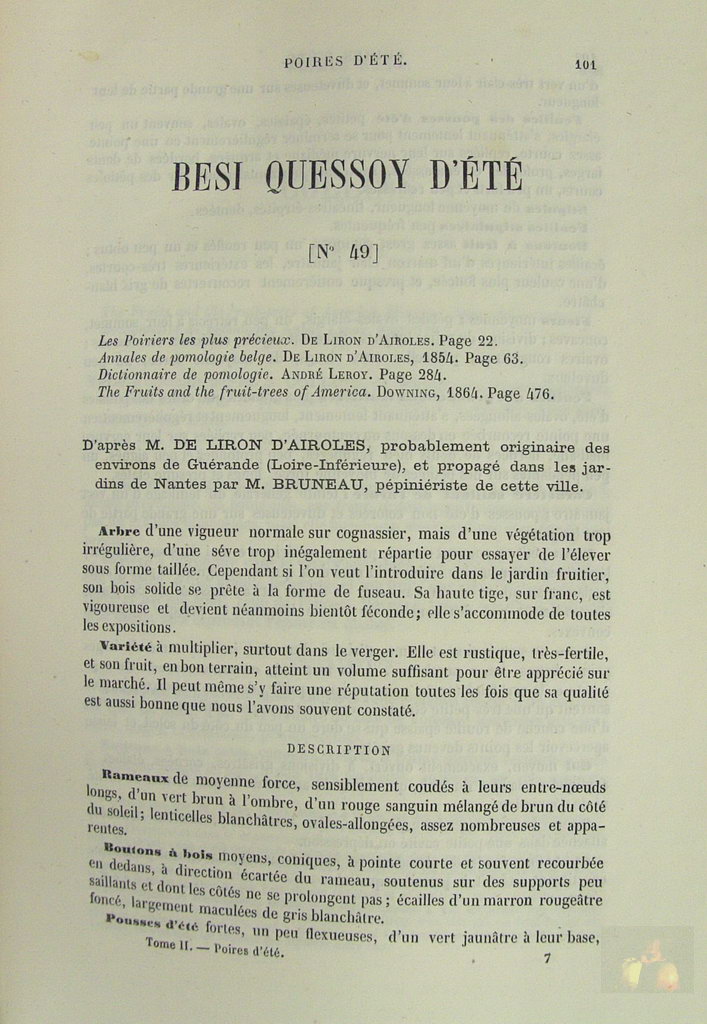 POIRES D'ÉTÉ. 101
BESI QUESSOY D'ÉTÉ
[N° 49]
Les Poiriers les plus précieux. DE LIRON D'AIROLES. Page 22.
Annales de pomologie belge. DE LIRON D'AIROLES, 1854. Page 63.
Dictionnaire de pomologie. ANDRÉ LEROY. Page 284.
The Fruits and the fruit-trees of America. DOWNING, 1864. Page 476.
D'après M. DE LIRON D'AIROLES, probablement originaire des
environs de Guérande (Loire-Inférieure), et propagé dans les jar-
dins de Nantes par M. BRUNEAU, pépiniériste de cette ville.
Arbre d'une vigueur normale sur cognassier, mais d'une végétation trop
irrégulière, d'une séve trop inégalement répartie pour essayer de l'élever
sous forme taillée. Cependant si l'on veut l'introduire dans le jardin fruitier,
son bois solide se prête à la forme de fuseau. Sa haute tige, sur franc, est
vigoureuse et devient néanmoins bientôt féconde; elle s'accommode de toutes
les expositions.
Variété à multiplier, surtout dans le verger. Elle est rustique, très-fertile,
et son fruit, en bon terrain, atteint un volume suffisant pour être apprécié sur
le marché. Il peut même s'y faire une réputation toutes les fois que sa qualité
est aussi bonne que nous l'avons souvent constaté.
DESCRIPTION
Rameaux de moyenne force, sensiblement coudés à leurs entre-nœuds
longs, d'un vert brun à l'ombre, d'un rouge sanguin mélangé de brun du côté
du soleil; lenticelles blanchâtres, ovales-allongées, assez nombreuses et appa-
rentes.
Boutons à bois moyens, coniques, à pointe courte et souvent recourbée
en dedans, à direction écartée du rameau, soutenus sur des supports peu
saillants et dont les côtés ne se prolongent pas; écailles d'un marron rougeâtre
foncé, largement maculées de gris blanchâtre.
Pousses d'été fortes, un peu flexueuses, d'un vert jaunâtre à leur base,
Tome II. — Poires d'été. 7